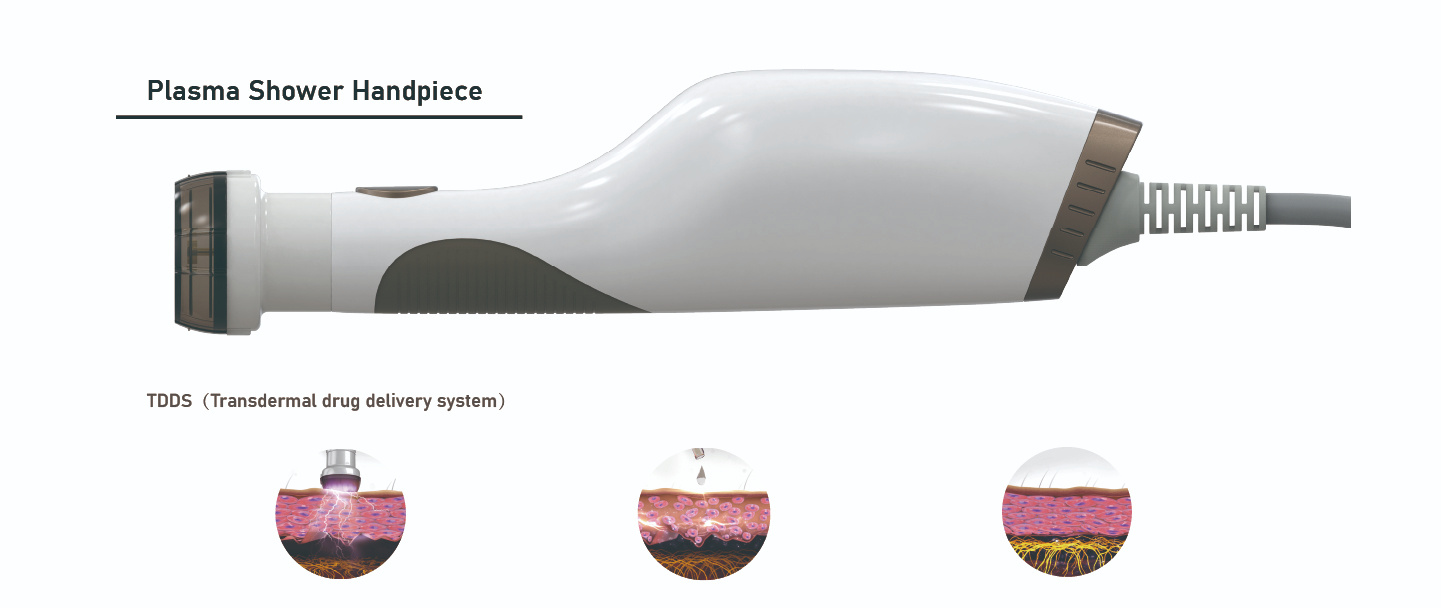 Plasma Shower Handpiece
TDDS（Transdermal drug delivery system）